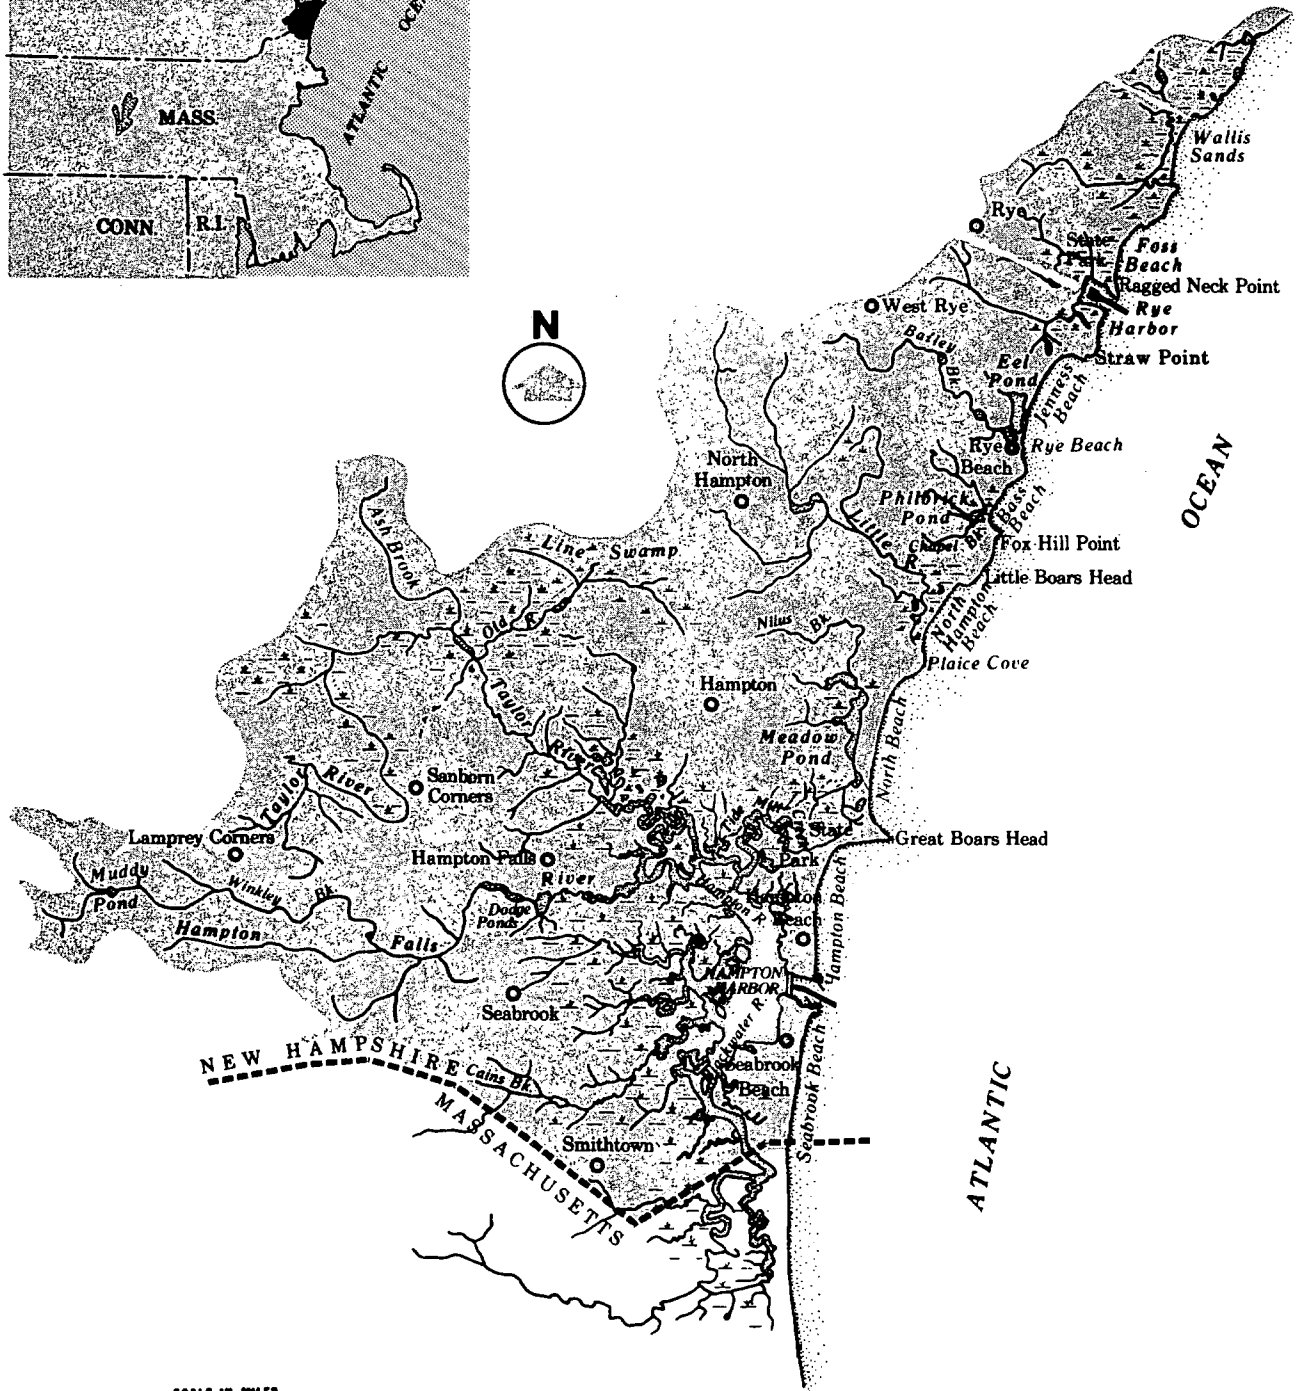 ATLANTIC
MASS.
CONN.
R.I.
N
Wallis
Sands
Rye
State
Park
Foss
Beach
Ragged Neck Point
Rye
Harbor
West Rye
Bailey
Bk.
Eel
Pond
Straw Point
Jenness
Beach
Rye
Beach
Rye Beach
North
Hampton
Philbrick
Pond
Bass
Beach
OCEAN
Ash Brook
Line Swamp
Little
R.
Chapel Bk.
Fox Hill Point
Little Boars Head
North
Hampton
Beach
Old
R.
Nilus Bk.
Plaice Cove
Taylor
River
Hampton
Meadow
Pond
North Beach
Taylor River
Sanborn
Corners
Tide Mill
State
Park
Great Boars Head
Lamprey Corners
Hampton Falls
River
Muddy
Pond
Winkley Bk.
Dodge
Ponds
Hampton R.
Hampton
Beach
Hampton Beach
Hampton
Falls
HAMPTON
HARBOR
Seabrook
Seabrook
Beach
Seabrook Beach
NEW HAMPSHIRE
Cains Bk.
MASSACHUSETTS
Smithtown
ATLANTIC